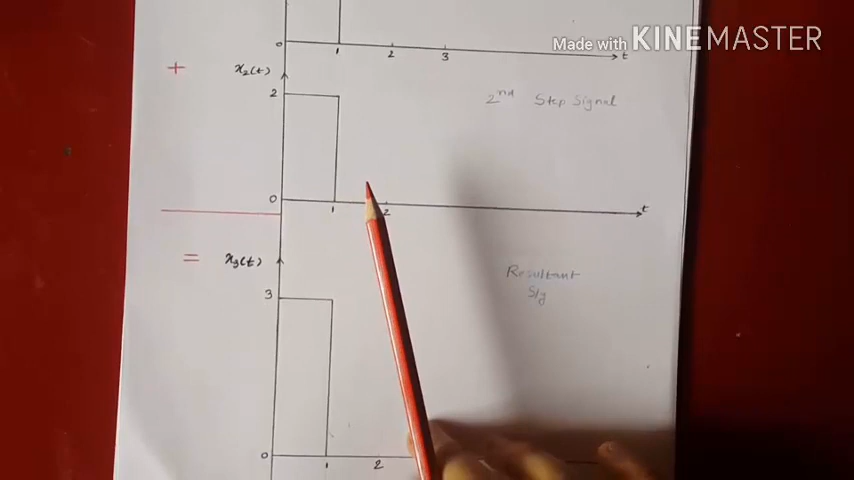 Made with KINEMASTER
0 1 2 3 t
+ x₂(t)
2
2nd Step Signal
0 1 2 t
= x₃(t)
Resultant
S/g
3
0 1 2